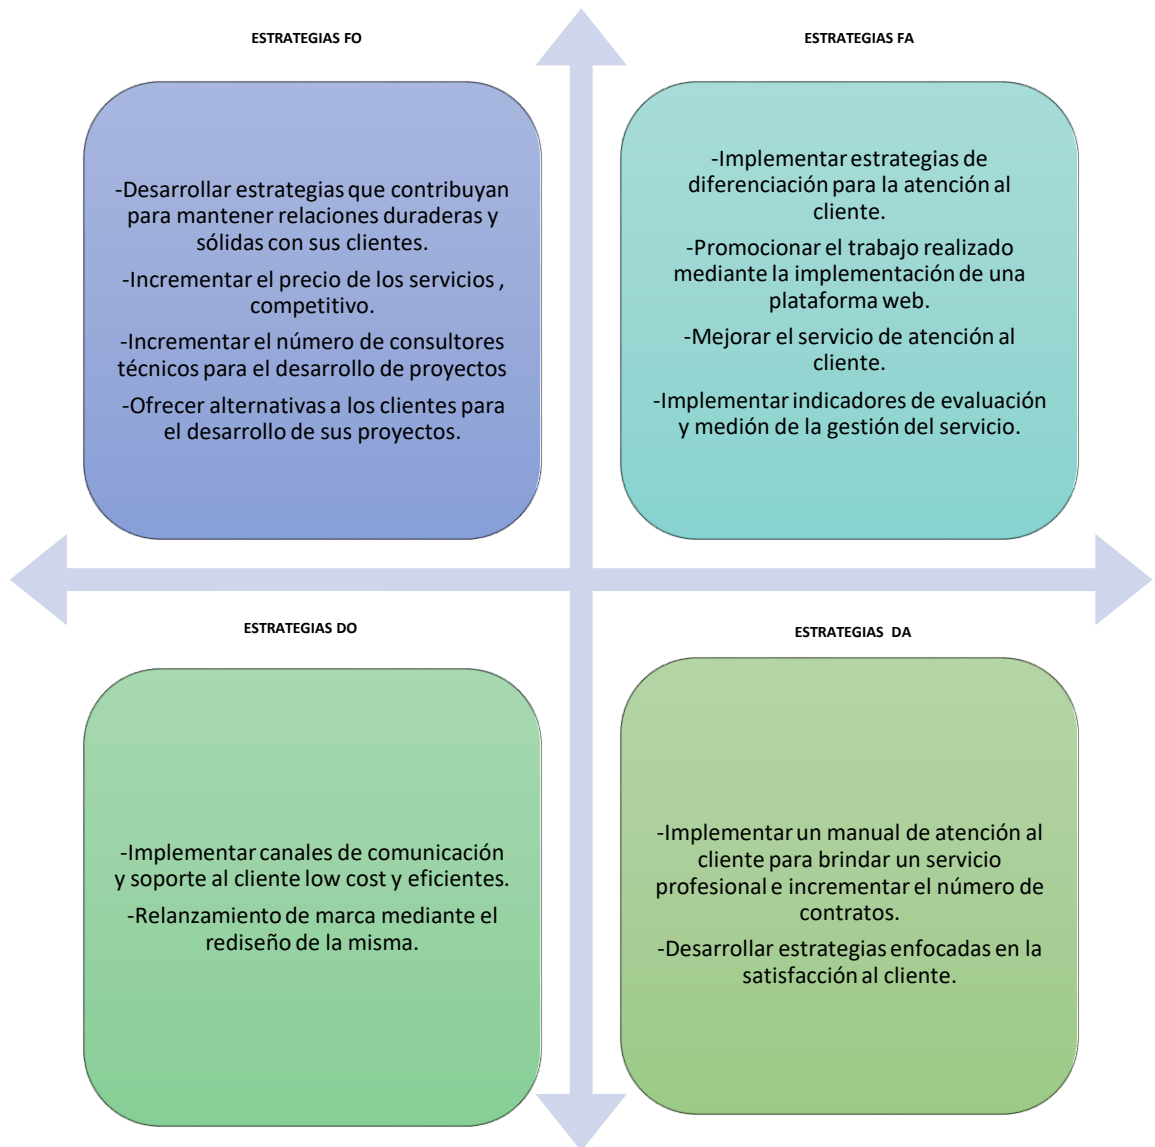 ESTRATEGIAS FO
-Desarrollar estrategias que contribuyan
para mantener relaciones duraderas y
sólidas con sus clientes.
-Incrementar el precio de los servicios ,
competitivo.
-Incrementar el número de consultores
técnicos para el desarrollo de proyectos
-Ofrecer alternativas a los clientes para
el desarrollo de sus proyectos.
ESTRATEGIAS FA
-Implementar estrategias de
diferenciación para la atención al
cliente.
-Promocionar el trabajo realizado
mediante la implementación de una
plataforma web.
-Mejorar el servicio de atención al
cliente.
-Implementar indicadores de evaluación
y medión de la gestión del servicio.
ESTRATEGIAS DO
-Implementar canales de comunicación
y soporte al cliente low cost y eficientes.
-Relanzamiento de marca mediante el
rediseño de la misma.
ESTRATEGIAS DA
-Implementar un manual de atención al
cliente para brindar un servicio
profesional e incrementar el número de
contratos.
-Desarrollar estrategias enfocadas en la
satisfacción al cliente.